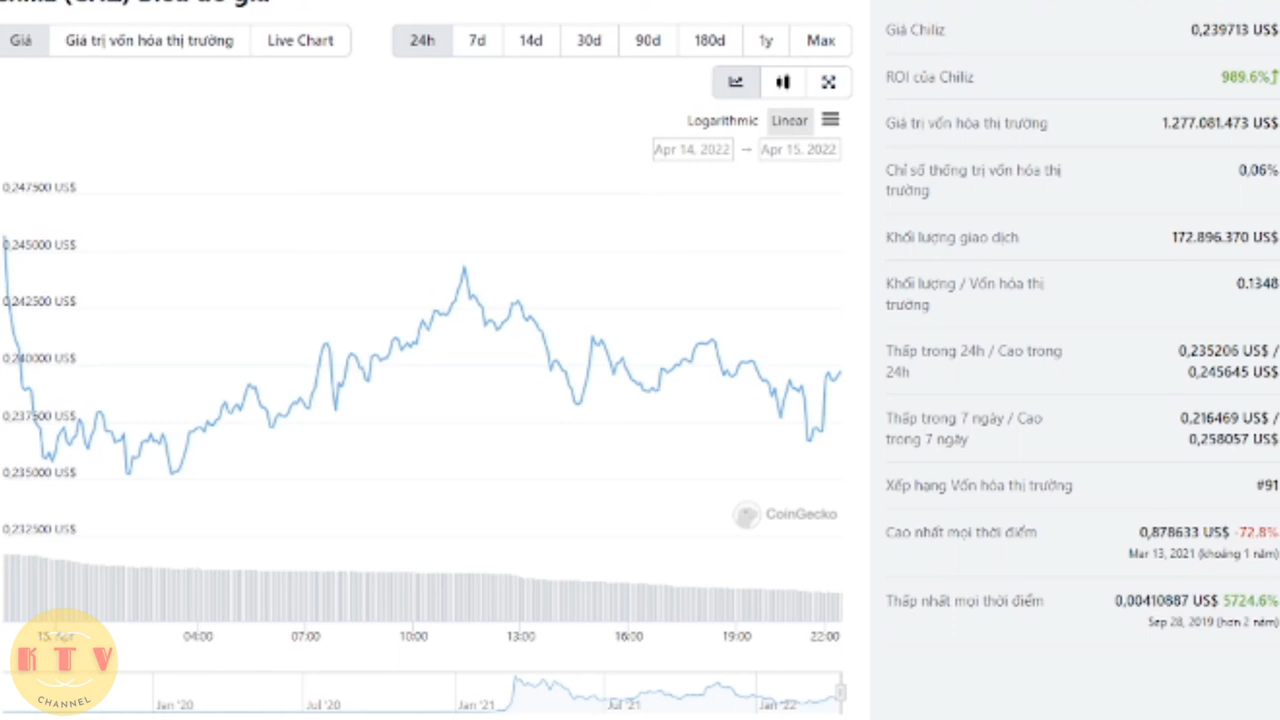 Chiliz (CHZ) Biểu đồ giá
Giá
Giá trị vốn hóa thị trường
Live Chart
24h
7d
14d
30d
90d
180d
1y
Max
Logarithmic
Linear
Apr 14, 2022 → Apr 15, 2022
0,247500 US$
0,245000 US$
0,242500 US$
0,240000 US$
0,237500 US$
0,235000 US$
0,232500 US$
CoinGecko
15. Apr
04:00
07:00
10:00
13:00
16:00
19:00
22:00
Jan '20
Jul '20
Jan '21
Jul '21
Jan '22
KTV
CHANNEL
Giá Chiliz
0,239713 US$
ROI của Chiliz
989.6%
Giá trị vốn hóa thị trường
1.277.081.473 US$
Chỉ số thống trị vốn hóa thị
trường
0,06%
Khối lượng giao dịch
172.896.370 US$
Khối lượng / Vốn hóa thị
trường
0.1348
Thấp trong 24h / Cao trong
24h
0,235206 US$ /
0,245645 US$
Thấp trong 7 ngày / Cao
trong 7 ngày
0,216469 US$ /
0,258057 US$
Xếp hạng Vốn hóa thị trường
#91
Cao nhất mọi thời điểm
0,878633 US$ -72.8%
Mar 13, 2021 (khoảng 1 năm)
Thấp nhất mọi thời điểm
0,00410887 US$ 5724.6%
Sep 28, 2019 (hơn 2 năm)